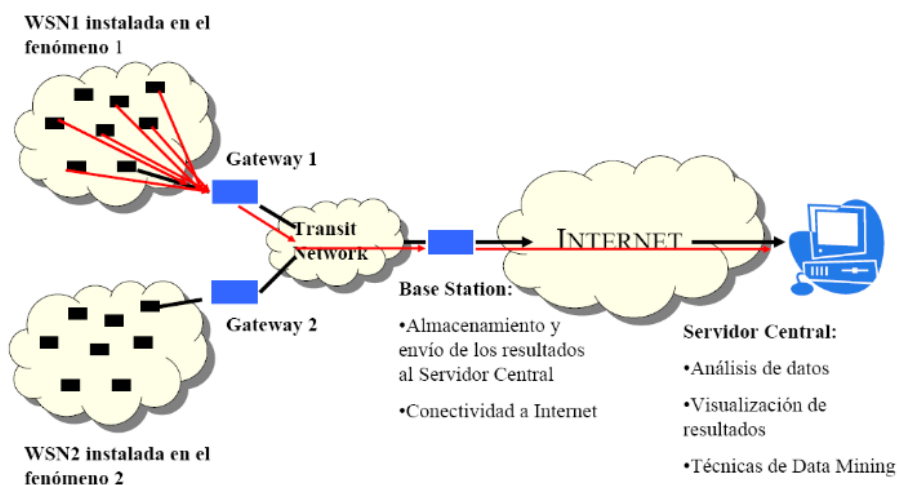 WSN1 instalada en el
fenómeno 1
Gateway 1
Transit
Network
INTERNET
Gateway 2
Base Station:
•Almacenamiento y
envío de los resultados
al Servidor Central
•Conectividad a Internet
Servidor Central:
•Análisis de datos
•Visualización de
resultados
•Técnicas de Data Mining
WSN2 instalada en el
fenómeno 2